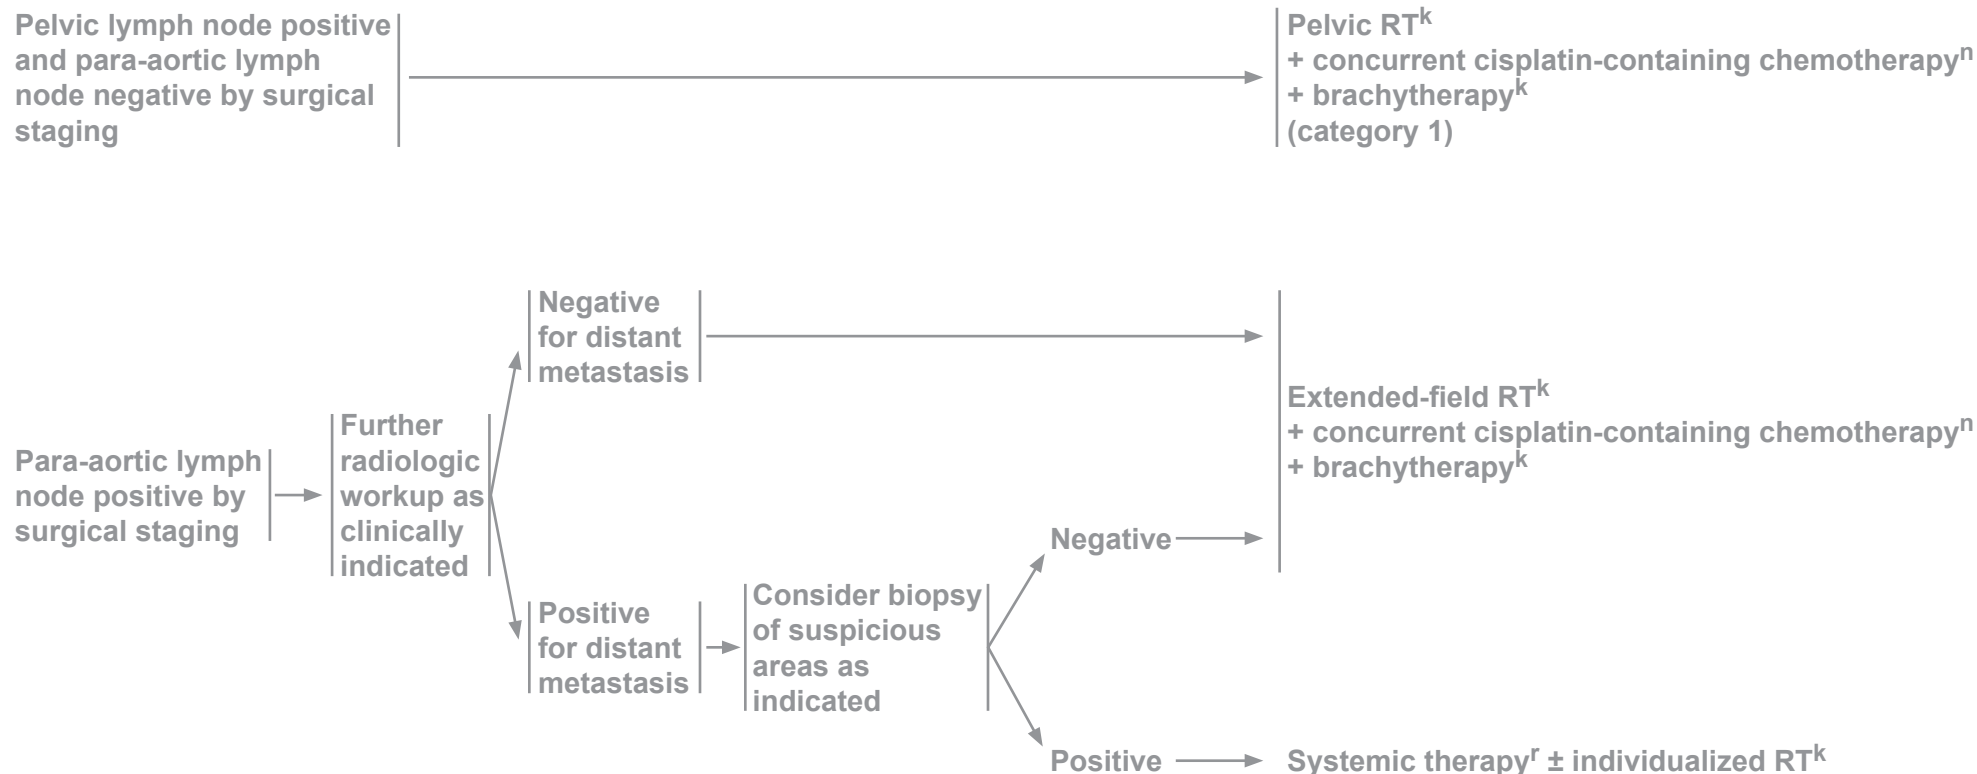 Pelvic lymph node positive
and para-aortic lymph
node negative by surgical
staging
Pelvic RTᵏ
+ concurrent cisplatin-containing chemotherapyⁿ
+ brachytherapyᵏ
(category 1)
Para-aortic lymph
node positive by
surgical staging
Further
radiologic
workup as
clinically
indicated
Negative
for distant
metastasis
Positive
for distant
metastasis
Consider biopsy
of suspicious
areas as
indicated
Negative
Extended-field RTᵏ
+ concurrent cisplatin-containing chemotherapyⁿ
+ brachytherapyᵏ
Positive
Systemic therapyʳ ± individualized RTᵏ